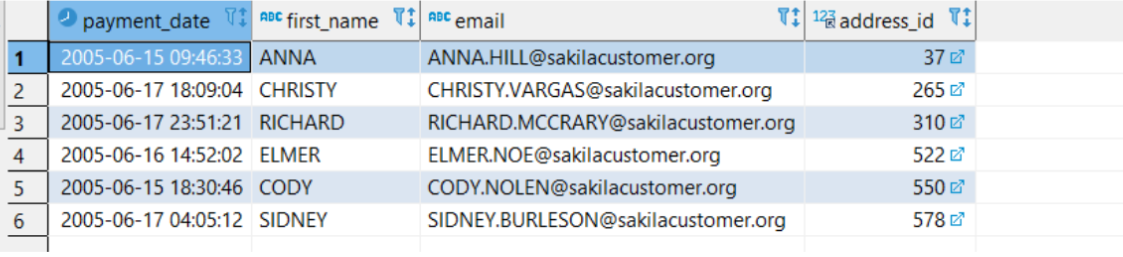 payment_date ABC first_name ABC email 123 address_id
1 2005-06-15 09:46:33 ANNA ANNA.HILL@sakilacustomer.org 37
2 2005-06-17 18:09:04 CHRISTY CHRISTY.VARGAS@sakilacustomer.org 265
3 2005-06-17 23:51:21 RICHARD RICHARD.MCCRARY@sakilacustomer.org 310
4 2005-06-16 14:52:02 ELMER ELMER.NOE@sakilacustomer.org 522
5 2005-06-15 18:30:46 CODY CODY.NOLEN@sakilacustomer.org 550
6 2005-06-17 04:05:12 SIDNEY SIDNEY.BURLESON@sakilacustomer.org 578